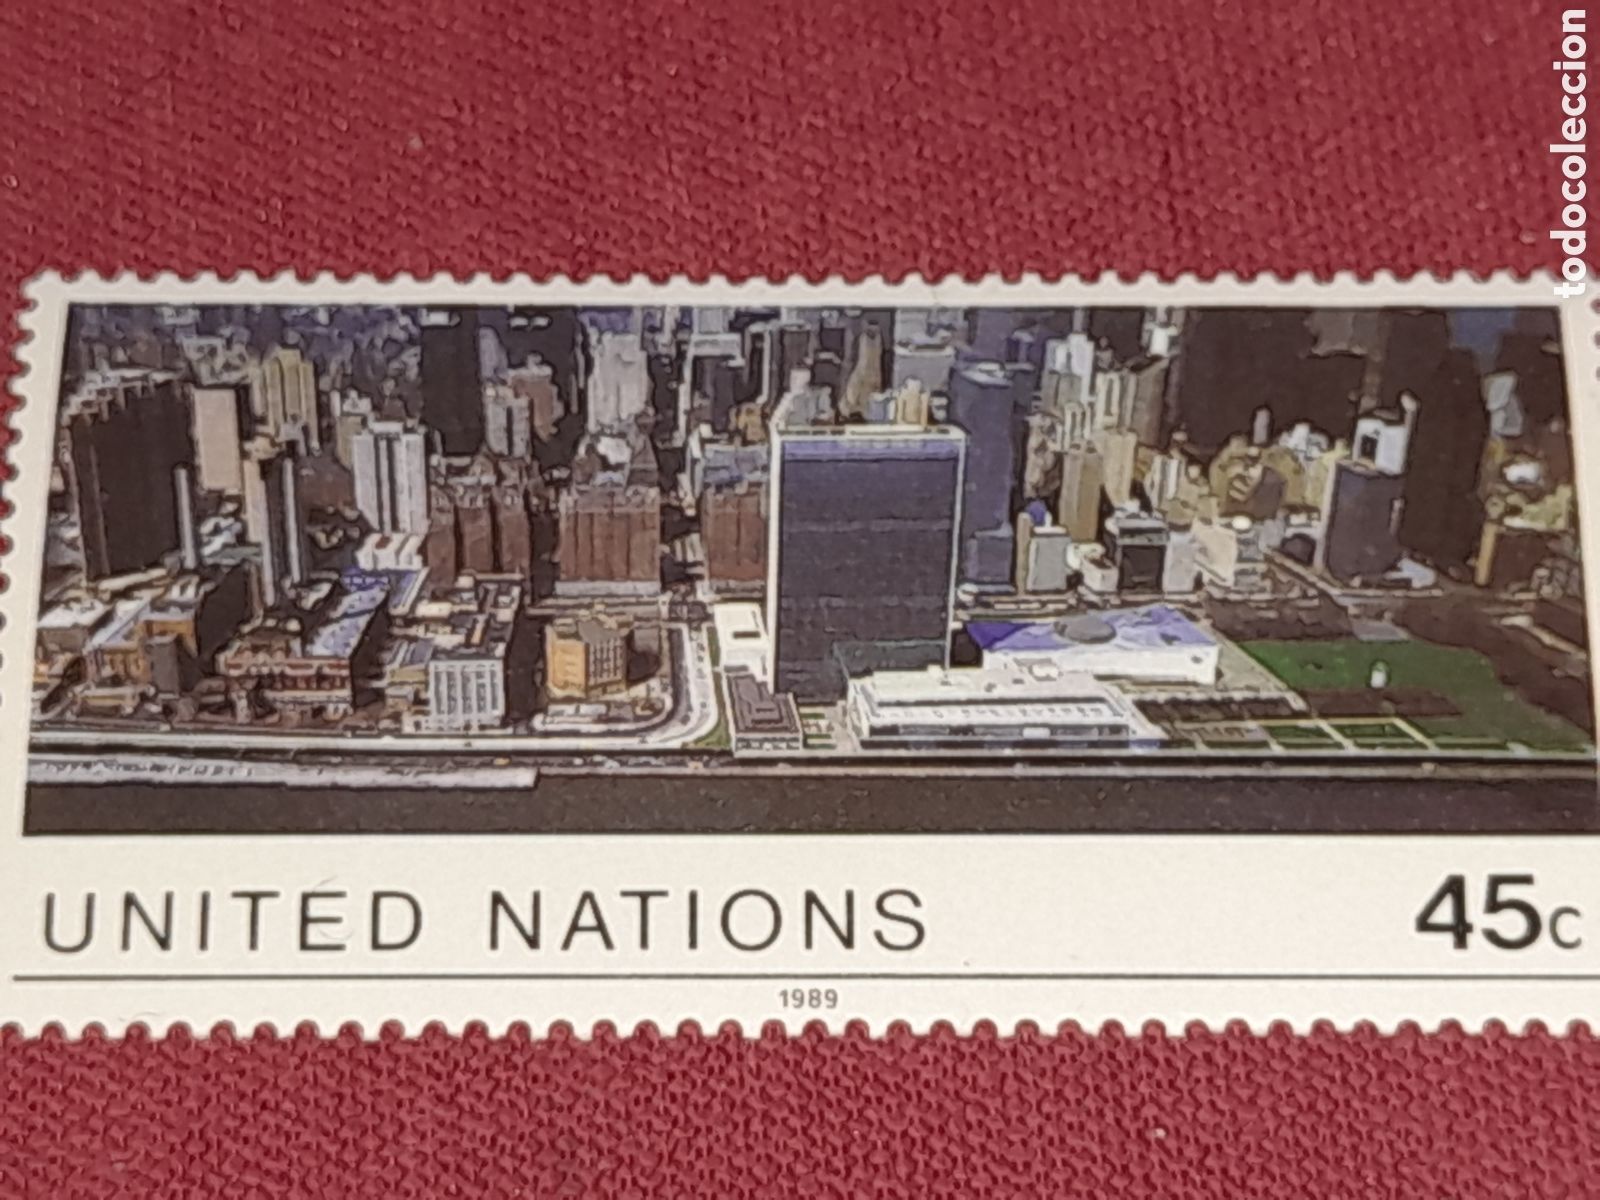 todocoleccion
UNITED NATIONS
45c
1989